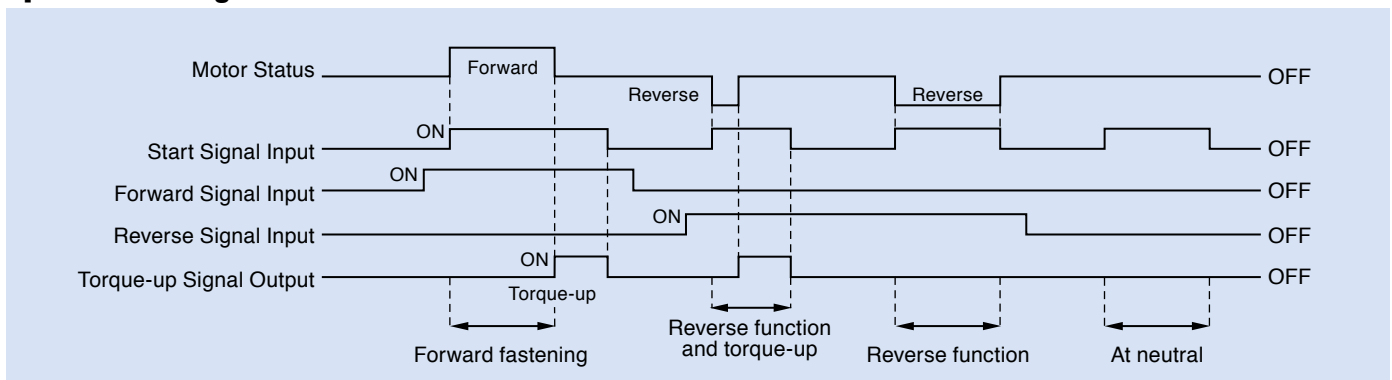 Motor Status
Forward
Reverse
Reverse
OFF
Start Signal Input
ON
OFF
Forward Signal Input
ON
OFF
Reverse Signal Input
ON
OFF
Torque-up Signal Output
ON
OFF
Torque-up
Forward fastening
Reverse function
and torque-up
Reverse function
At neutral